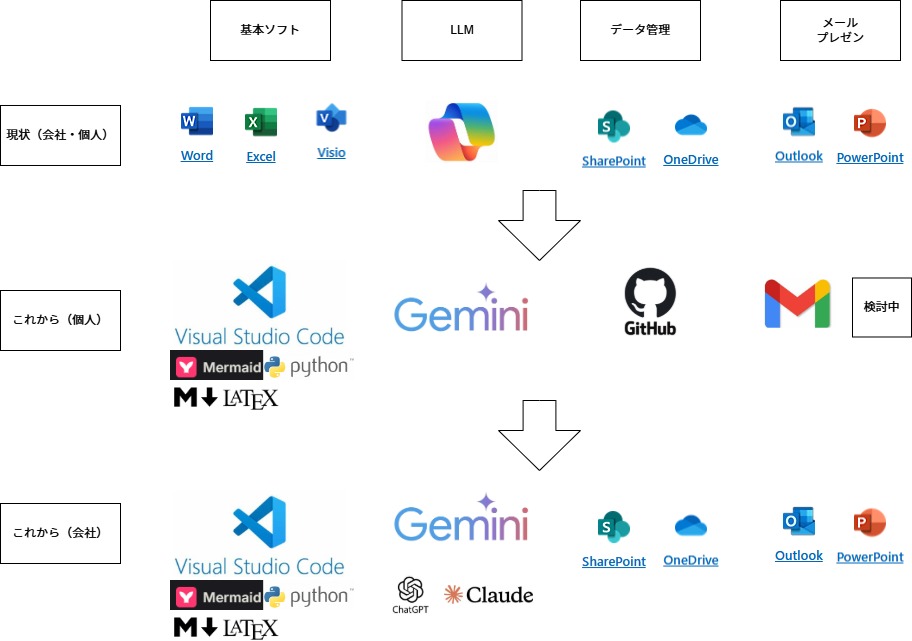 基本ソフト
LLM
データ管理
メール
プレゼン
現状（会社・個人）
W
X
V
S
O
P
Word
Excel
Visio
SharePoint
OneDrive
Outlook
PowerPoint
これから（個人）
Visual Studio Code
Mermaid
python™
M
LATEX
Gemini
GitHub
検討中
これから（会社）
Visual Studio Code
Mermaid
python™
M
LATEX
Gemini
ChatGPT
Claude
S
SharePoint
OneDrive
O
P
Outlook
PowerPoint